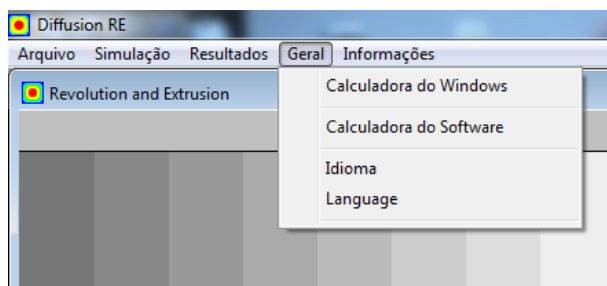 Diffusion RE
Arquivo Simulação Resultados Geral Informações
Revolution and Extrusion
Calculadora do Windows
Calculadora do Software
Idioma
Language